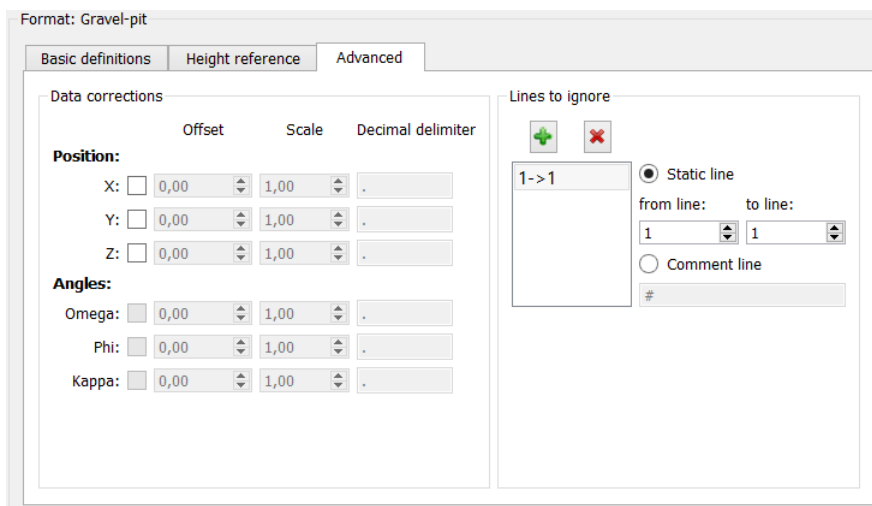 Format: Gravel-pit
Basic definitions Height reference Advanced
Data corrections
Offset Scale Decimal delimiter
Position:
X: 0,00 1,00 .
Y: 0,00 1,00 .
Z: 0,00 1,00 .
Angles:
Omega: 0,00 1,00 .
Phi: 0,00 1,00 .
Kappa: 0,00 1,00 .
Lines to ignore
1->1
Static line
from line: to line:
1 1
Comment line
#